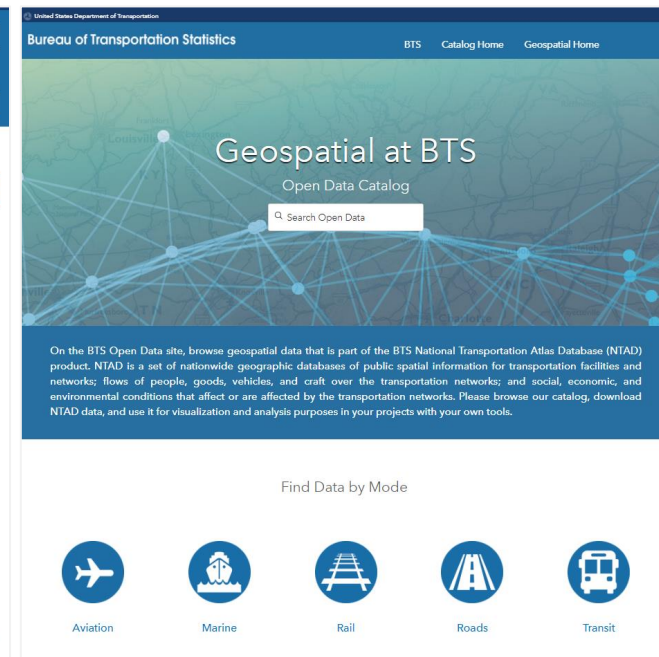 United States Department of Transportation
Bureau of Transportation Statistics
BTS Catalog Home Geospatial Home
Geospatial at BTS
Open Data Catalog
Search Open Data
On the BTS Open Data site, browse geospatial data that is part of the BTS National Transportation Atlas Database (NTAD)
product. NTAD is a set of nationwide geographic databases of public spatial information for transportation facilities and
networks; flows of people, goods, vehicles, and craft over the transportation networks; and social, economic, and
environmental conditions that affect or are affected by the transportation networks. Please browse our catalog, download
NTAD data, and use it for visualization and analysis purposes in your projects with your own tools.
Find Data by Mode
Aviation Marine Rail Roads Transit